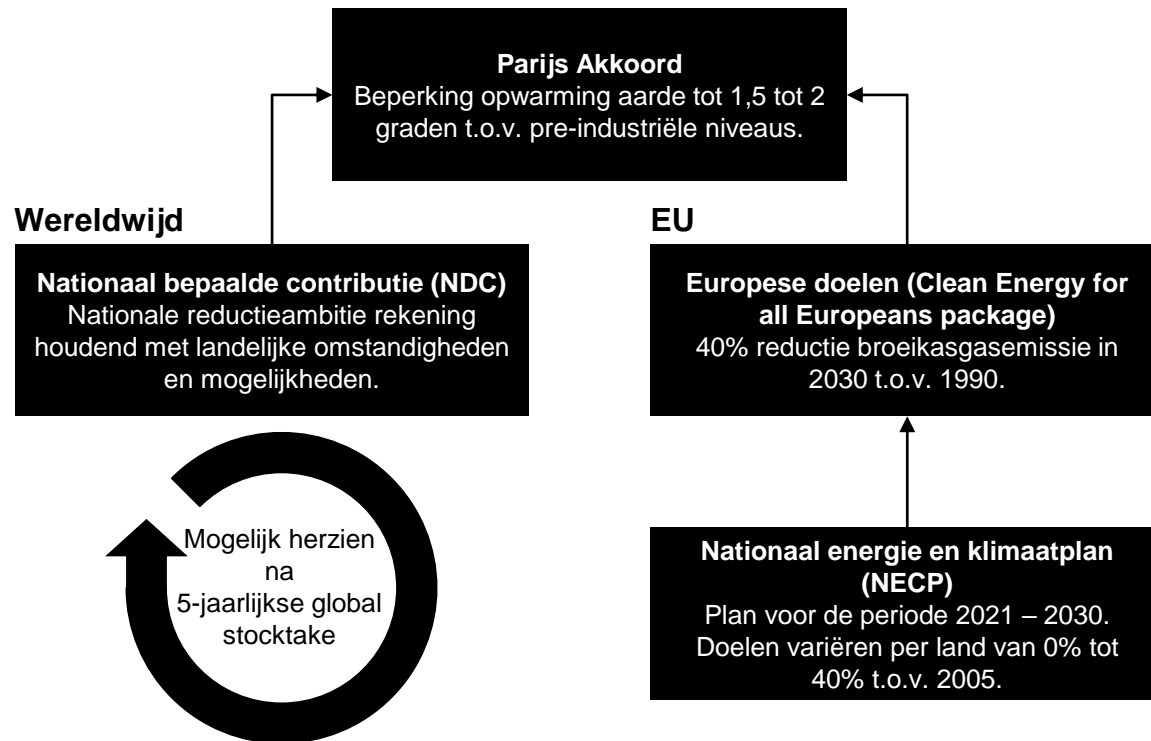 Parijs Akkoord
Beperking opwarming aarde tot 1,5 tot 2
graden t.o.v. pre-industriële niveaus.
Wereldwijd
Nationaal bepaalde contributie (NDC)
Nationale reductieambitie rekening
houdend met landelijke omstandigheden
en mogelijkheden.
Mogelijk herzien
na
5-jaarlijkse global
stocktake
EU
Europese doelen (Clean Energy for
all Europeans package)
40% reductie broeikasgasemissie in
2030 t.o.v. 1990.
Nationaal energie en klimaatplan
(NECP)
Plan voor de periode 2021 – 2030.
Doelen variëren per land van 0% tot
40% t.o.v. 2005.